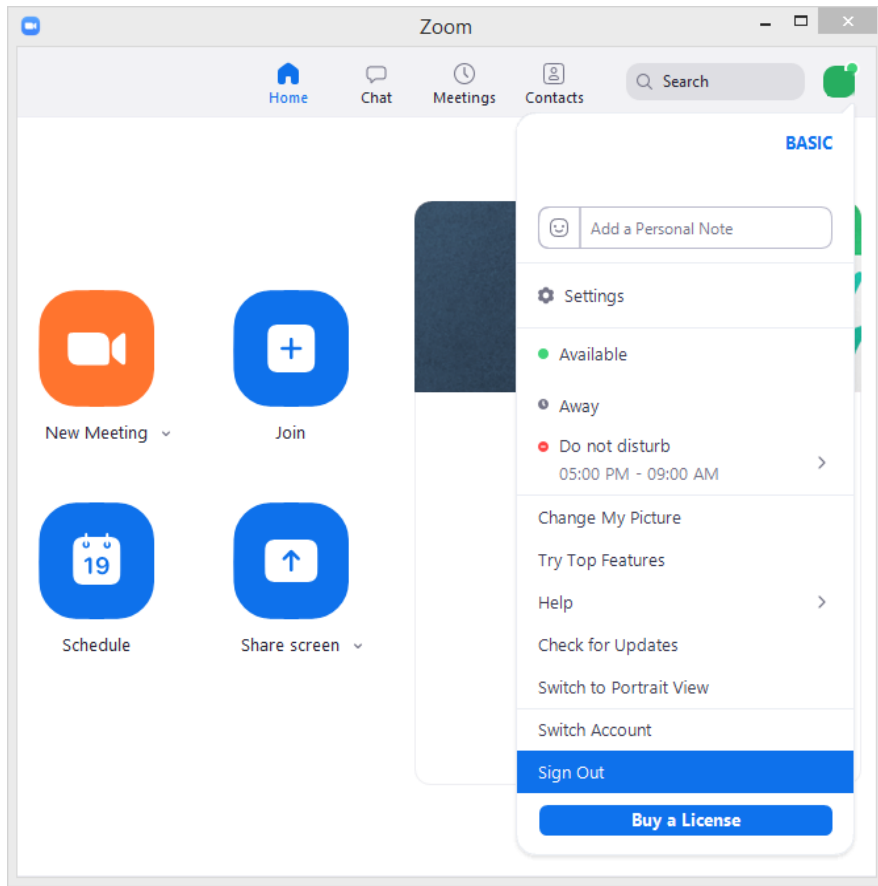 Zoom
Home
Chat
Meetings
Contacts
Search
BASIC
Add a Personal Note
Settings
Available
Away
Do not disturb
05:00 PM - 09:00 AM
New Meeting
Join
Change My Picture
Try Top Features
19
Help
Schedule
Share screen
Check for Updates
Switch to Portrait View
Switch Account
Sign Out
Buy a License